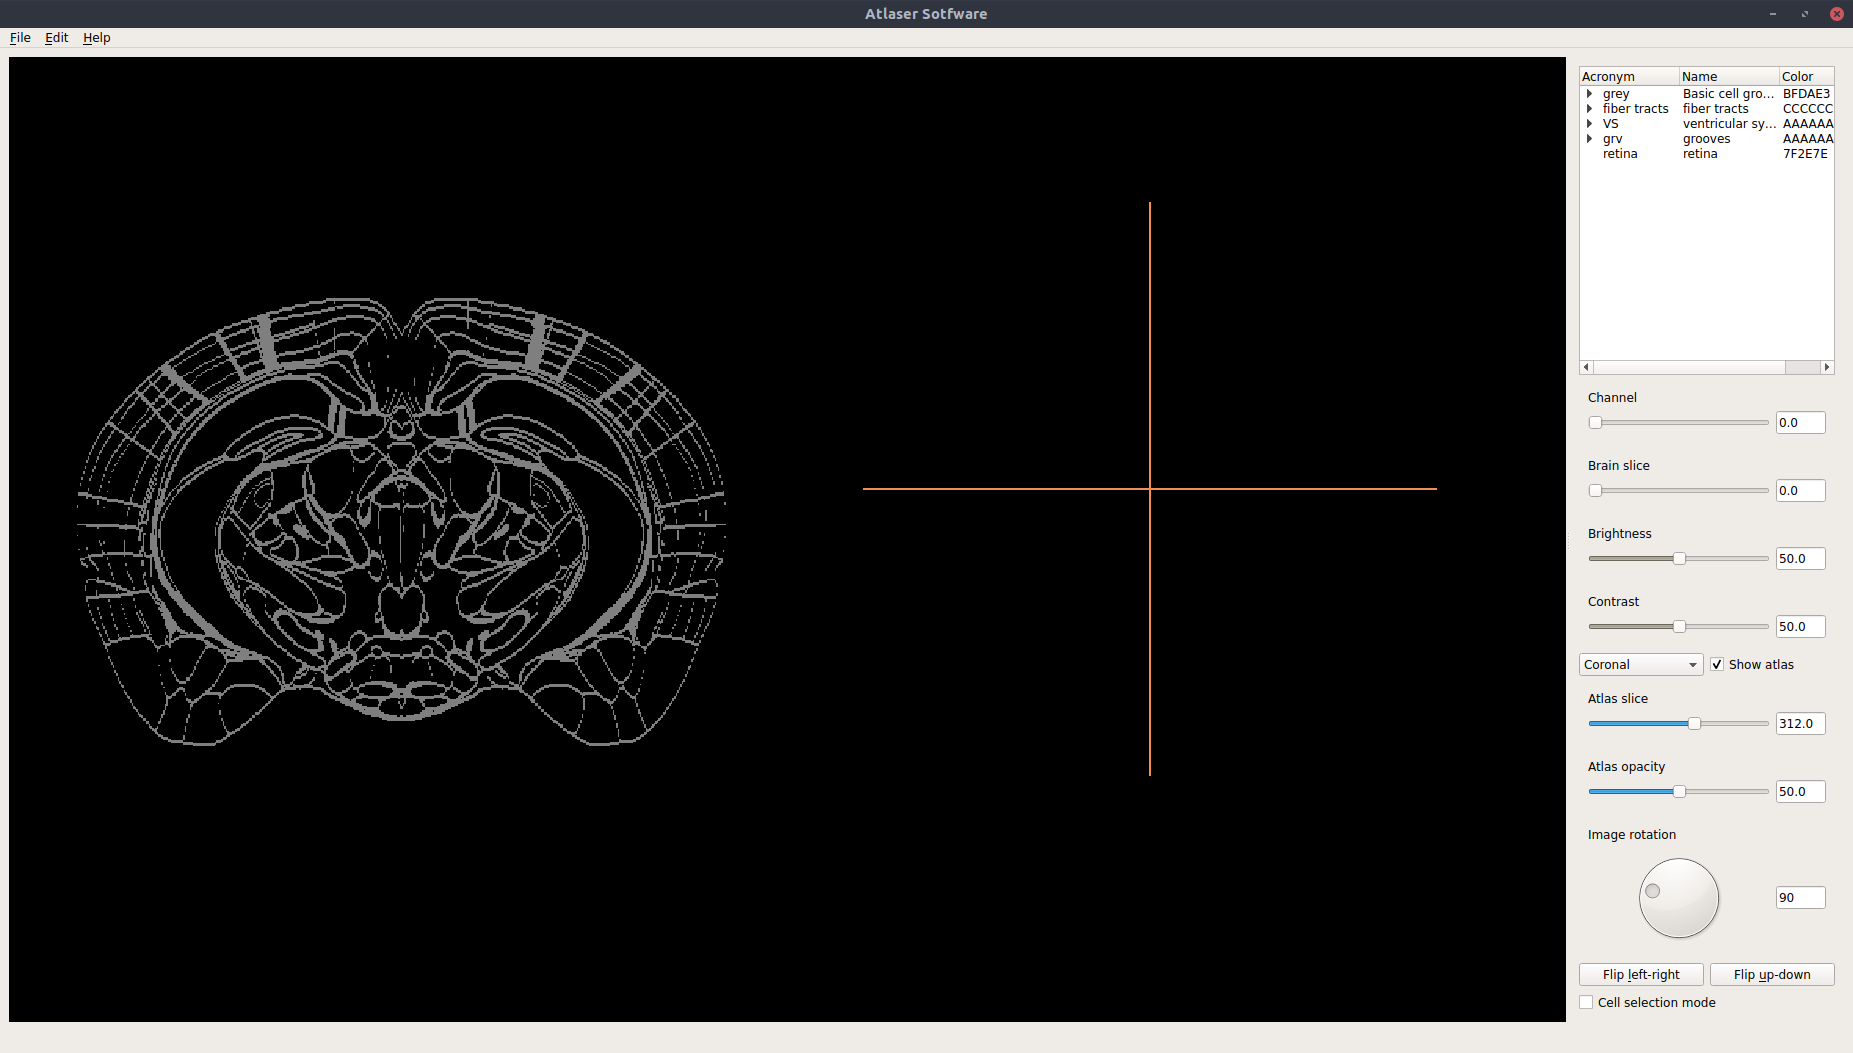 Atlaser Sotfware
File Edit Help
Acronym Name Color
grey Basic cell gro... BFDAE3
fiber tracts fiber tracts CCCCCC
VS ventricular sy... AAAAAA
grv grooves AAAAAA
retina retina 7F2E7E
Channel
0.0
Brain slice
0.0
Brightness
50.0
Contrast
50.0
Coronal Show atlas
Atlas slice
312.0
Atlas opacity
50.0
Image rotation
90
Flip left-right Flip up-down
Cell selection mode